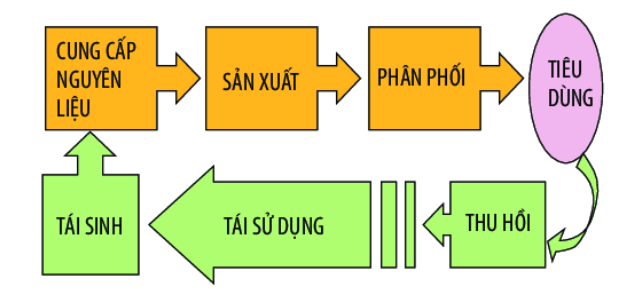 CUNG CẤP
NGUYÊN
LIỆU
SẢN XUẤT
PHÂN PHỐI
TIÊU
DÙNG
TÁI SINH
TÁI SỬ DỤNG
THU HỒI